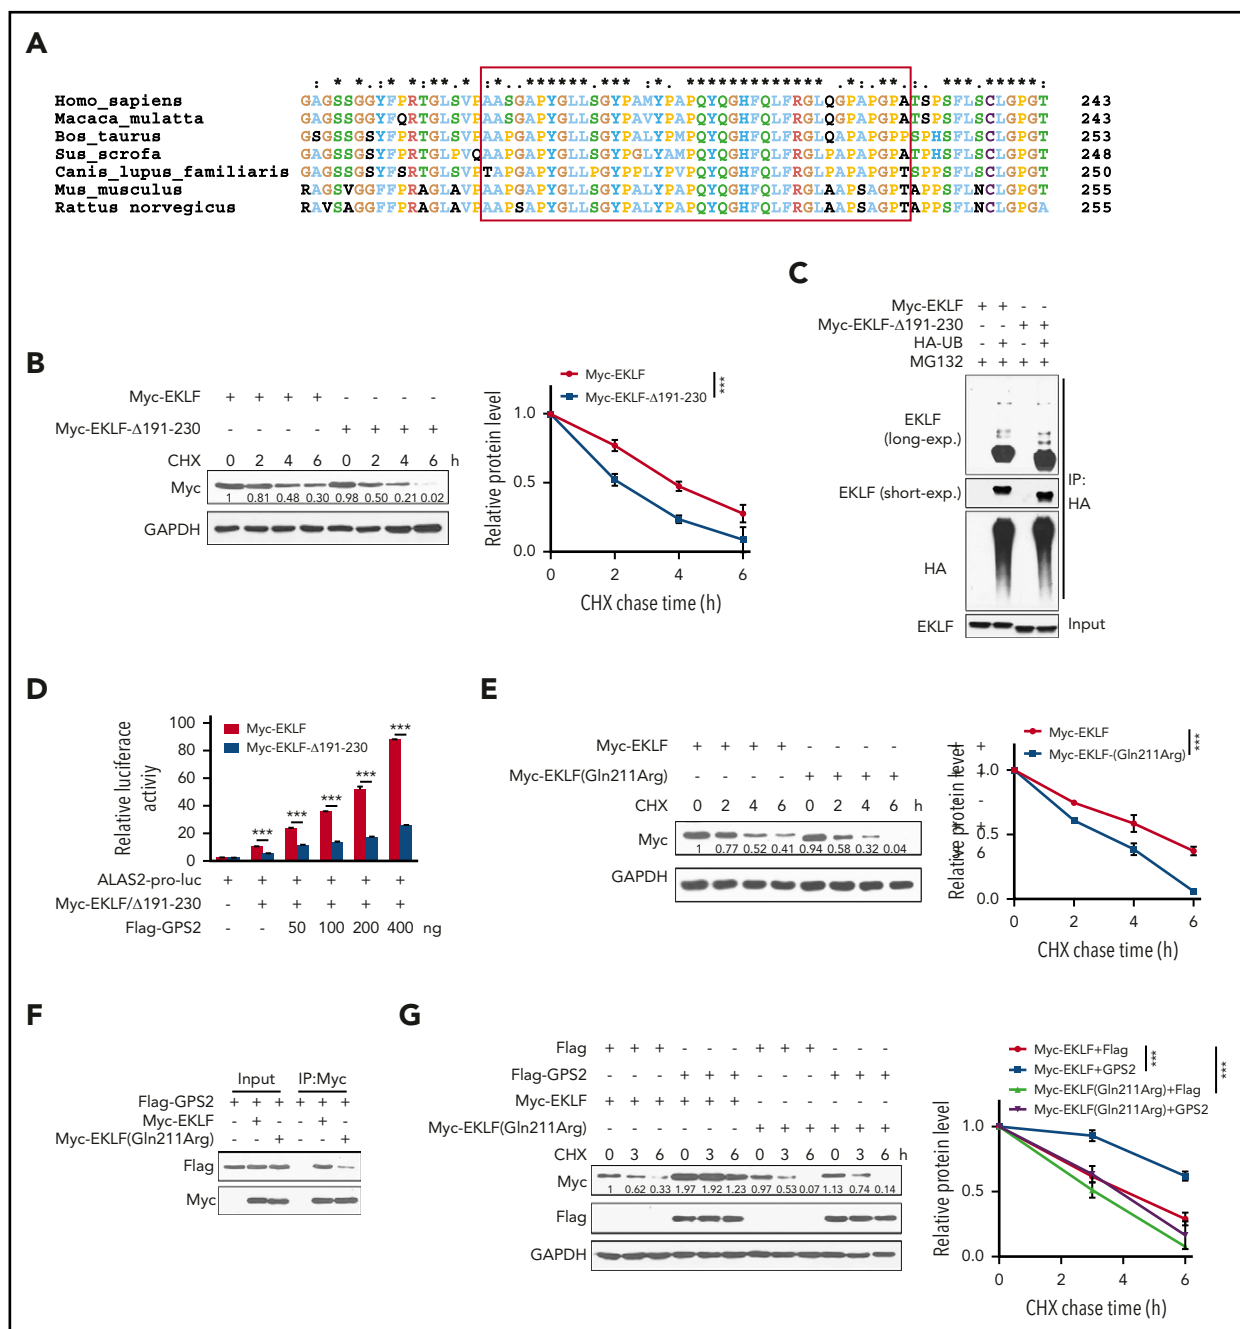 A
: * * * . : * * : * * : * : * . . * * * * * * . * * * : * . * * * * * * * * * * * * * . * : . * * : . * * * . * * * * * :
Homo_sapiens GAGSSGGYFPRTGLSVPAASGAPYGLLSGYPAMYPAPQYQGHFQLFRGLQGPAPGPATSPSFLSCLGPGT 243
Macaca_mulatta GAGSSGGYFQRTGLSVPAASGAPYGLLSGYPAVYPAPQYQGHFQLFRGLQGPAPGPATSPSFLSCLGPGT 243
Bos_taurus GSGSSGSYFPRTGLSVPAAPGAPYGLLSGYPALYPAPQYQGHFQLFRGLQAPAPGPPSPHSFLSCLGPGT 253
Sus_scrofa GAGSSGSYFPRTGLPVQAAPGAPYGLLSGYPGLYPMPQYQGHFQLFRGLPAPAPGPATPHSFLSCLGPGT 248
Canis_lupus_familiaris GAGSSGSYFSRTGLSVPTAPGAPYGLLPGYPPLYPVPQYQGHFQLFRGLPAPAPGPTSPPSFLSCLGPGT 250
Mus_musculus RAGSVGGFFPRAGLAVPAAPGAPYGLLSGYPALYPAPQYQGHFQLFRGLAAPSAGPTAPPSFLNCLGPGT 255
Rattus norvegicus RAVSAGGFFPRAGLAVPAAPSAPYGLLSGYPALYPAPQYQGHFQLFRGLAAPSAGPTAPPSFLNCLGPGA 255
B
Myc-EKLF + + + + - - - -
Myc-EKLF-Δ191-230 - - - - + + + +
CHX 0 2 4 6 0 2 4 6 h
Myc
1 0.81 0.48 0.30 0.98 0.50 0.21 0.02
GAPDH
Myc-EKLF
Myc-EKLF-Δ191-230
***
Relative protein level
1.0
0.5
0.0
0 2 4 6
CHX chase time (h)
C
Myc-EKLF + + - -
Myc-EKLF-Δ191-230 - - + +
HA-UB - + - +
MG132 + + + +
EKLF
(long-exp.)
EKLF (short-exp.)
IP:
HA
HA
EKLF
Input
D
Relative luciferace
activiy
100
80
60
40
20
0
Myc-EKLF
Myc-EKLF-Δ191-230
*** *** *** *** ***
ALAS2-pro-luc + + + + + +
Myc-EKLF/Δ191-230 - + + + + +
Flag-GPS2 - - 50 100 200 400 ng
E
Myc-EKLF + + + + - - - -
Myc-EKLF(Gln211Arg) - - - - + + + +
CHX 0 2 4 6 0 2 4 6 h
Myc
1 0.77 0.52 0.41 0.94 0.58 0.32 0.04
GAPDH
Myc-EKLF
Myc-EKLF-(Gln211Arg)
***
Relative protein level
+
+
-
-
+
6
1.0
0.5
0.0
0 2 4 6
CHX chase time (h)
F
Input IP:Myc
Flag-GPS2 + + + + + +
Myc-EKLF - + - - + -
Myc-EKLF(Gln211Arg) - - + - - +
Flag
Myc
G
Flag + + + - - - + + + - - -
Flag-GPS2 - - - + + + - - - + + +
Myc-EKLF + + + + + + - - - - - -
Myc-EKLF(Gln211Arg) - - - - - - + + + + + +
CHX 0 3 6 0 3 6 0 3 6 0 3 6 h
Myc
1 0.62 0.33 1.97 1.92 1.23 0.97 0.53 0.07 1.13 0.74 0.14
Flag
GAPDH
Myc-EKLF+Flag
Myc-EKLF+GPS2
Myc-EKLF(Gln211Arg)+Flag
Myc-EKLF(Gln211Arg)+GPS2
***
***
Relative protein level
1.0
0.5
0.0
0 2 4 6
CHX chase time (h)